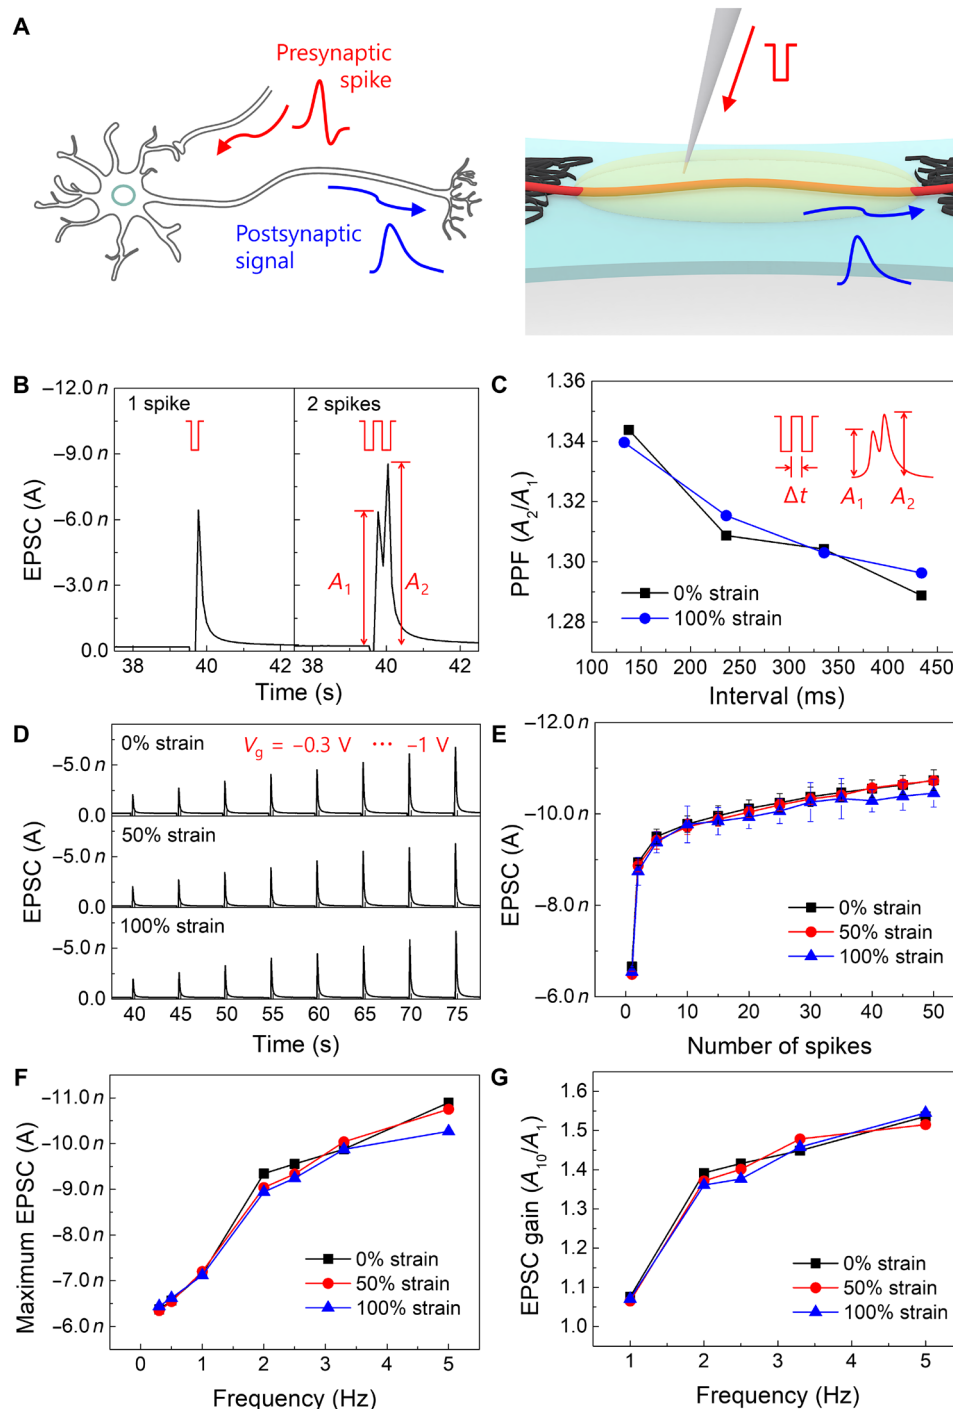 A
Presynaptic
spike
Postsynaptic
signal
B
−12.0 n
−9.0 n
−6.0 n
−3.0 n
0.0
EPSC (A)
1 spike
2 spikes
A1
A2
38 40 42 38 40 42
Time (s)
C
1.36
1.34
1.32
1.30
1.28
PPF (A2/A1)
Δt
A1
A2
0% strain
100% strain
100 150 200 250 300 350 400 450
Interval (ms)
D
0% strain
Vg = −0.3 V ··· −1 V
−5.0 n
0.0
50% strain
−5.0 n
0.0
100% strain
−5.0 n
0.0
EPSC (A)
40 45 50 55 60 65 70 75
Time (s)
E
−12.0 n
−10.0 n
−8.0 n
−6.0 n
EPSC (A)
0% strain
50% strain
100% strain
0 10 20 30 40 50
Number of spikes
F
−11.0 n
−10.0 n
−9.0 n
−8.0 n
−7.0 n
−6.0 n
Maximum EPSC (A)
0% strain
50% strain
100% strain
0 1 2 3 4 5
Frequency (Hz)
G
1.6
1.5
1.4
1.3
1.2
1.1
1.0
EPSC gain (A10/A1)
0% strain
50% strain
100% strain
1 2 3 4 5
Frequency (Hz)